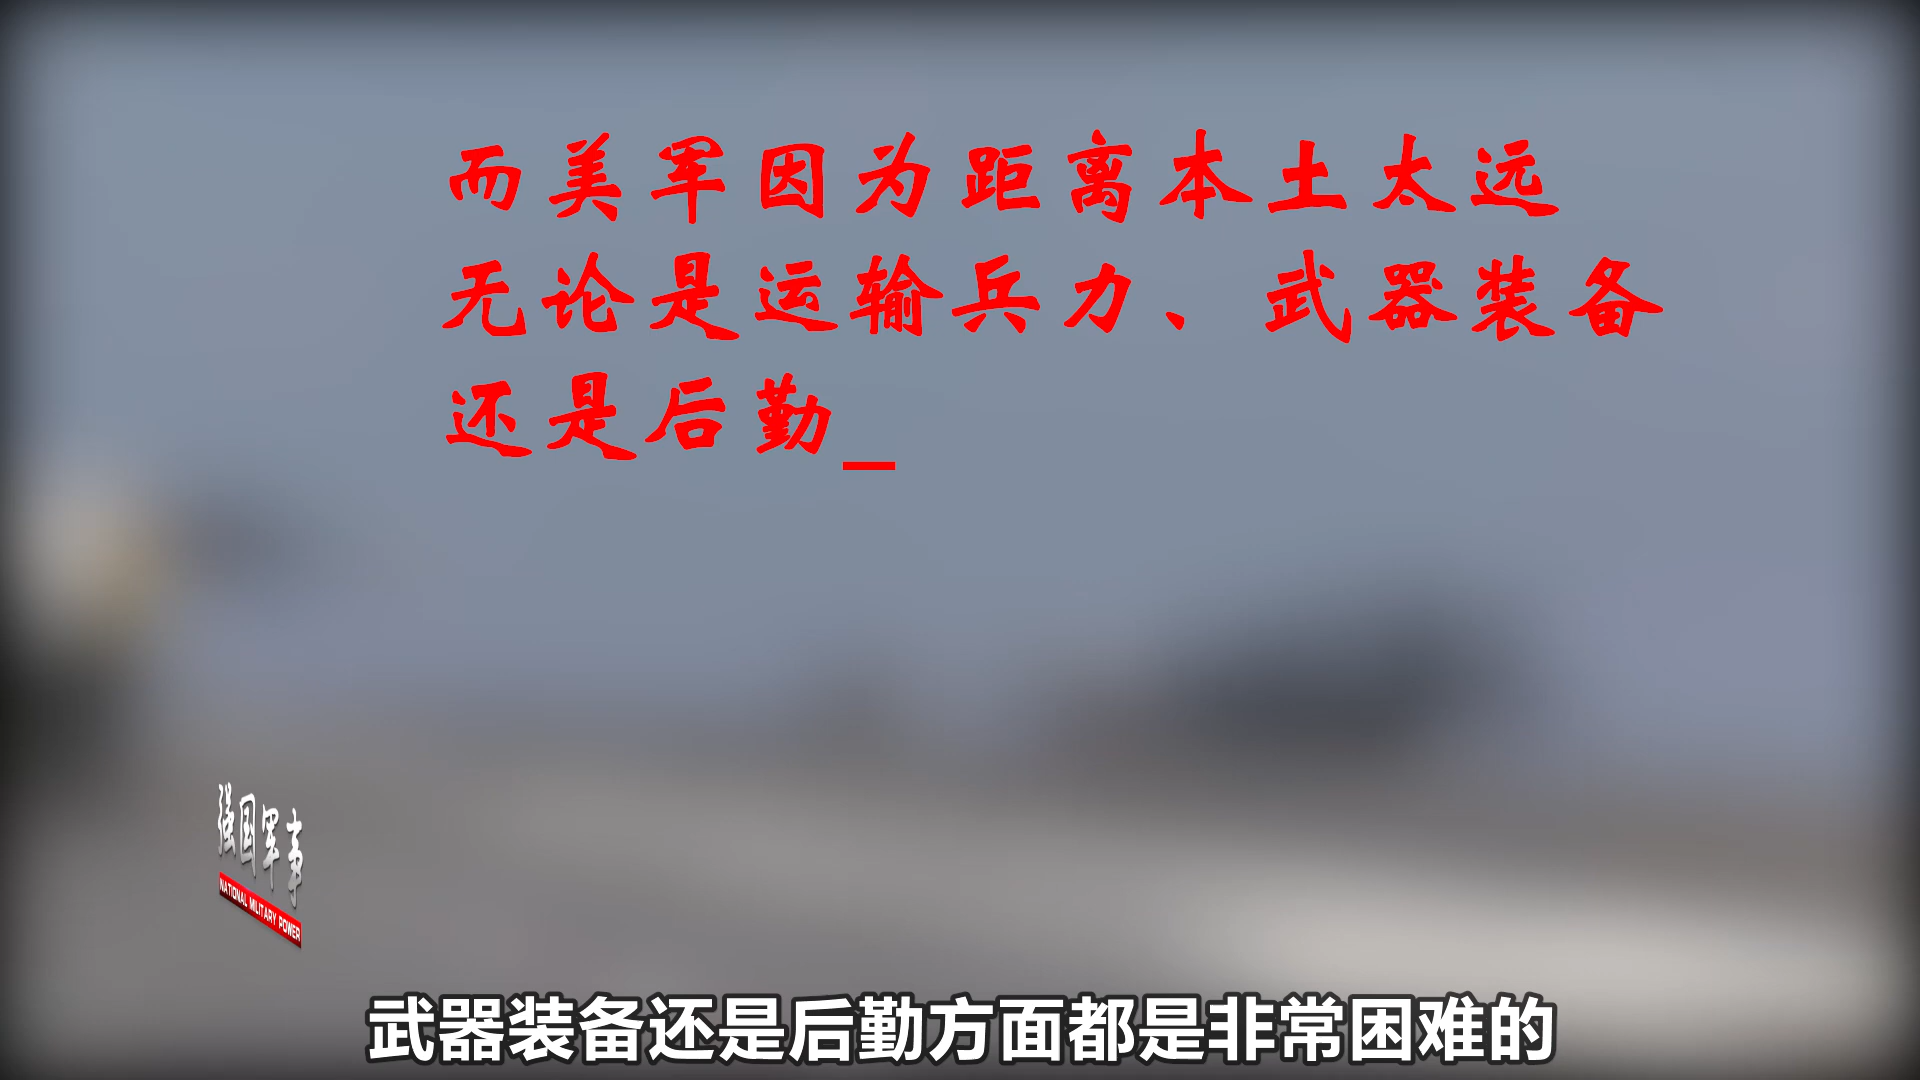 而美军因为距离本土太远
无论是运输兵力、武器装备
还是后勤_
强国军事
NATIONAL MILITARY POWER
武器装备还是后勤方面都是非常困难的